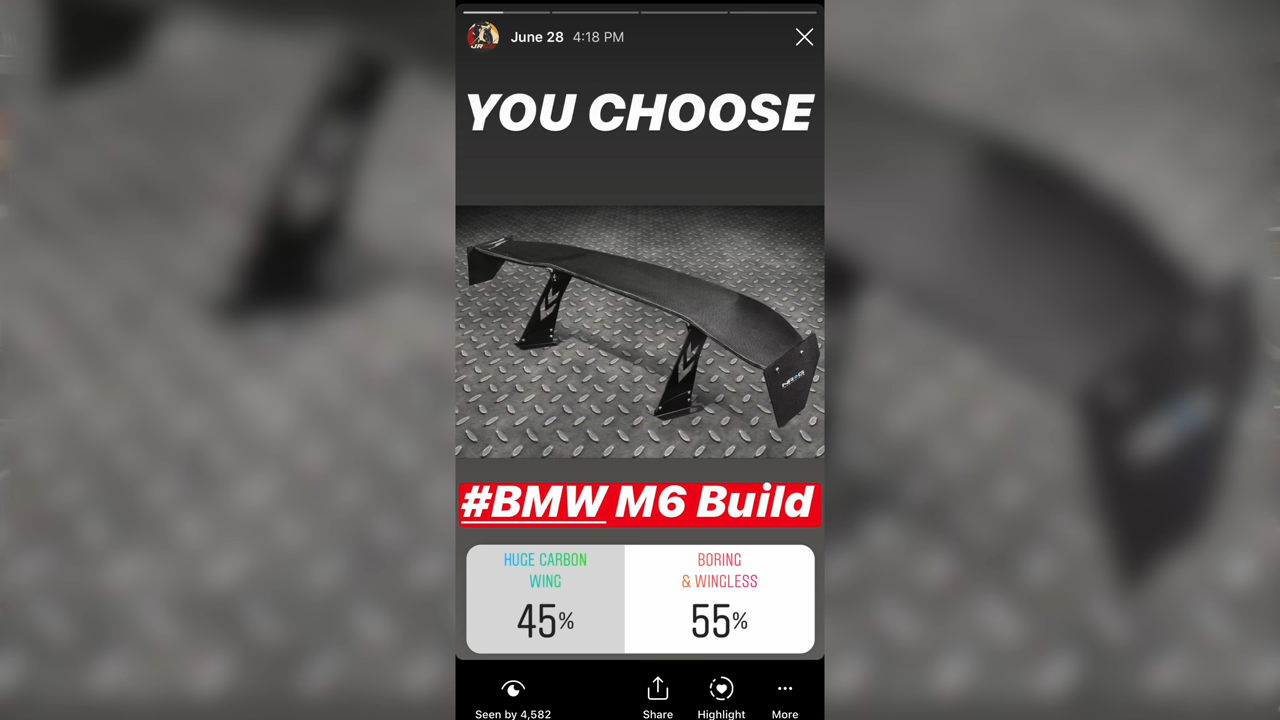 June 28 4:18 PM
YOU CHOOSE
#BMW M6 Build
HUGE CARBON
WING
BORING
& WINGLESS
45%
55%
Seen by 4,582
Share
Highlight
More